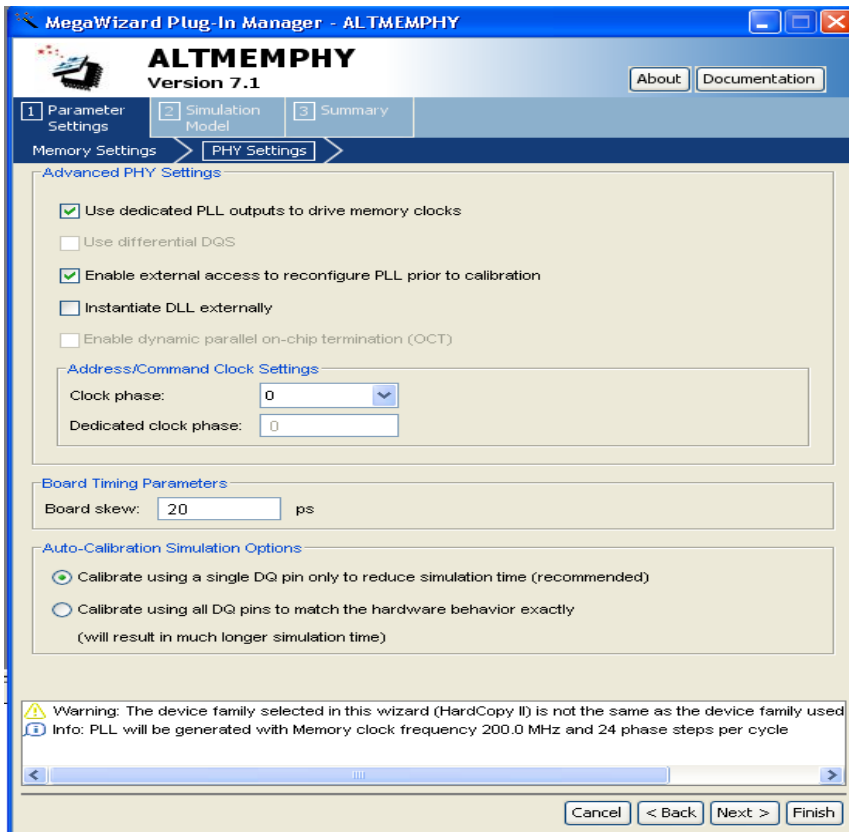 MegaWizard Plug-In Manager - ALTMEMPHY
ALTMEMPHY
Version 7.1
About
Documentation
1 Parameter Settings
2 Simulation Model
3 Summary
Memory Settings
PHY Settings
Advanced PHY Settings
Use dedicated PLL outputs to drive memory clocks
Use differential DQS
Enable external access to reconfigure PLL prior to calibration
Instantiate DLL externally
Enable dynamic parallel on-chip termination (OCT)
Address/Command Clock Settings
Clock phase: 0
Dedicated clock phase: 0
Board Timing Parameters
Board skew: 20 ps
Auto-Calibration Simulation Options
Calibrate using a single DQ pin only to reduce simulation time (recommended)
Calibrate using all DQ pins to match the hardware behavior exactly
(will result in much longer simulation time)
Warning: The device family selected in this wizard (HardCopy II) is not the same as the device family used
Info: PLL will be generated with Memory clock frequency 200.0 MHz and 24 phase steps per cycle
Cancel
< Back
Next >
Finish